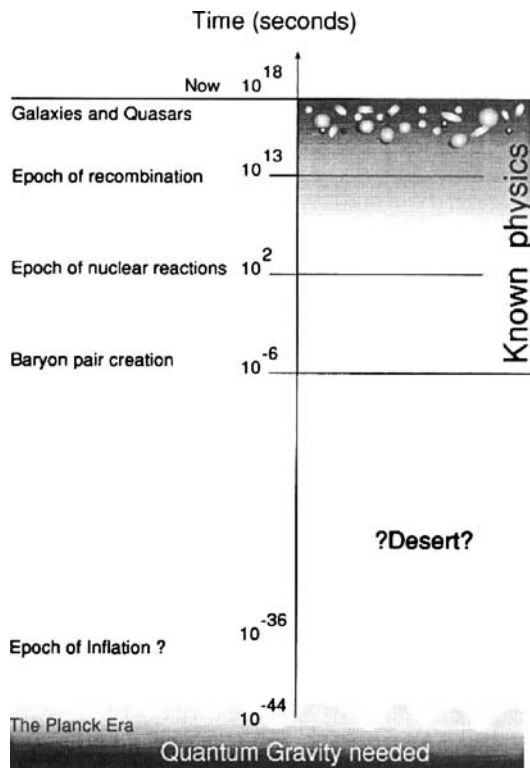 Time (seconds)
Now 10^18
Galaxies and Quasars
Epoch of recombination 10^13
Epoch of nuclear reactions 10^2
Baryon pair creation 10^-6
Known physics
?Desert?
10^-36
Epoch of Inflation ?
10^-44
The Planck Era
Quantum Gravity needed